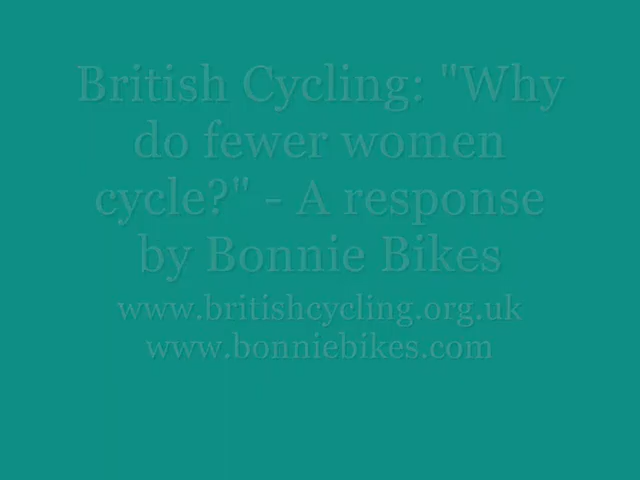 British Cycling: "Why
do fewer women
cycle?" - A response
by Bonnie Bikes
www.britishcycling.org.uk
www.bonniebikes.com